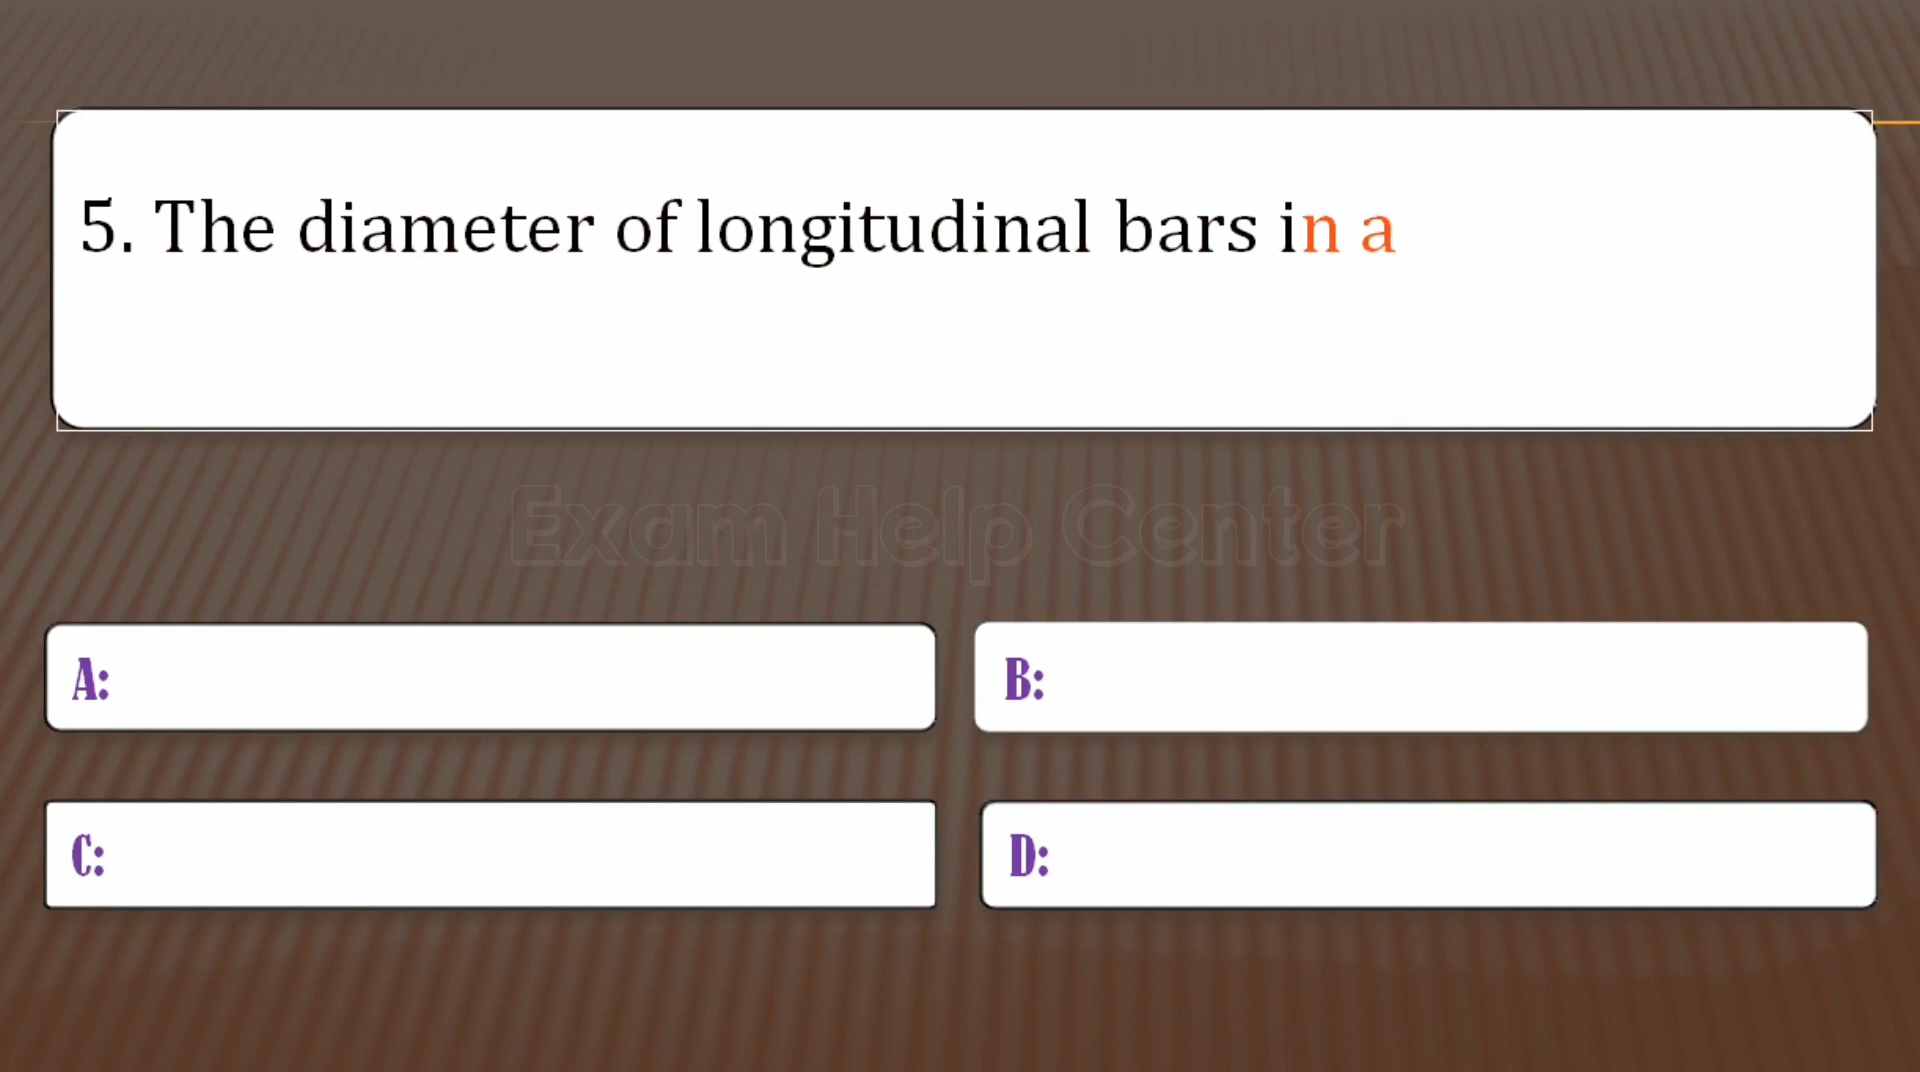 5. The diameter of longitudinal bars in a
Exam Help Center
A:
B:
C:
D: